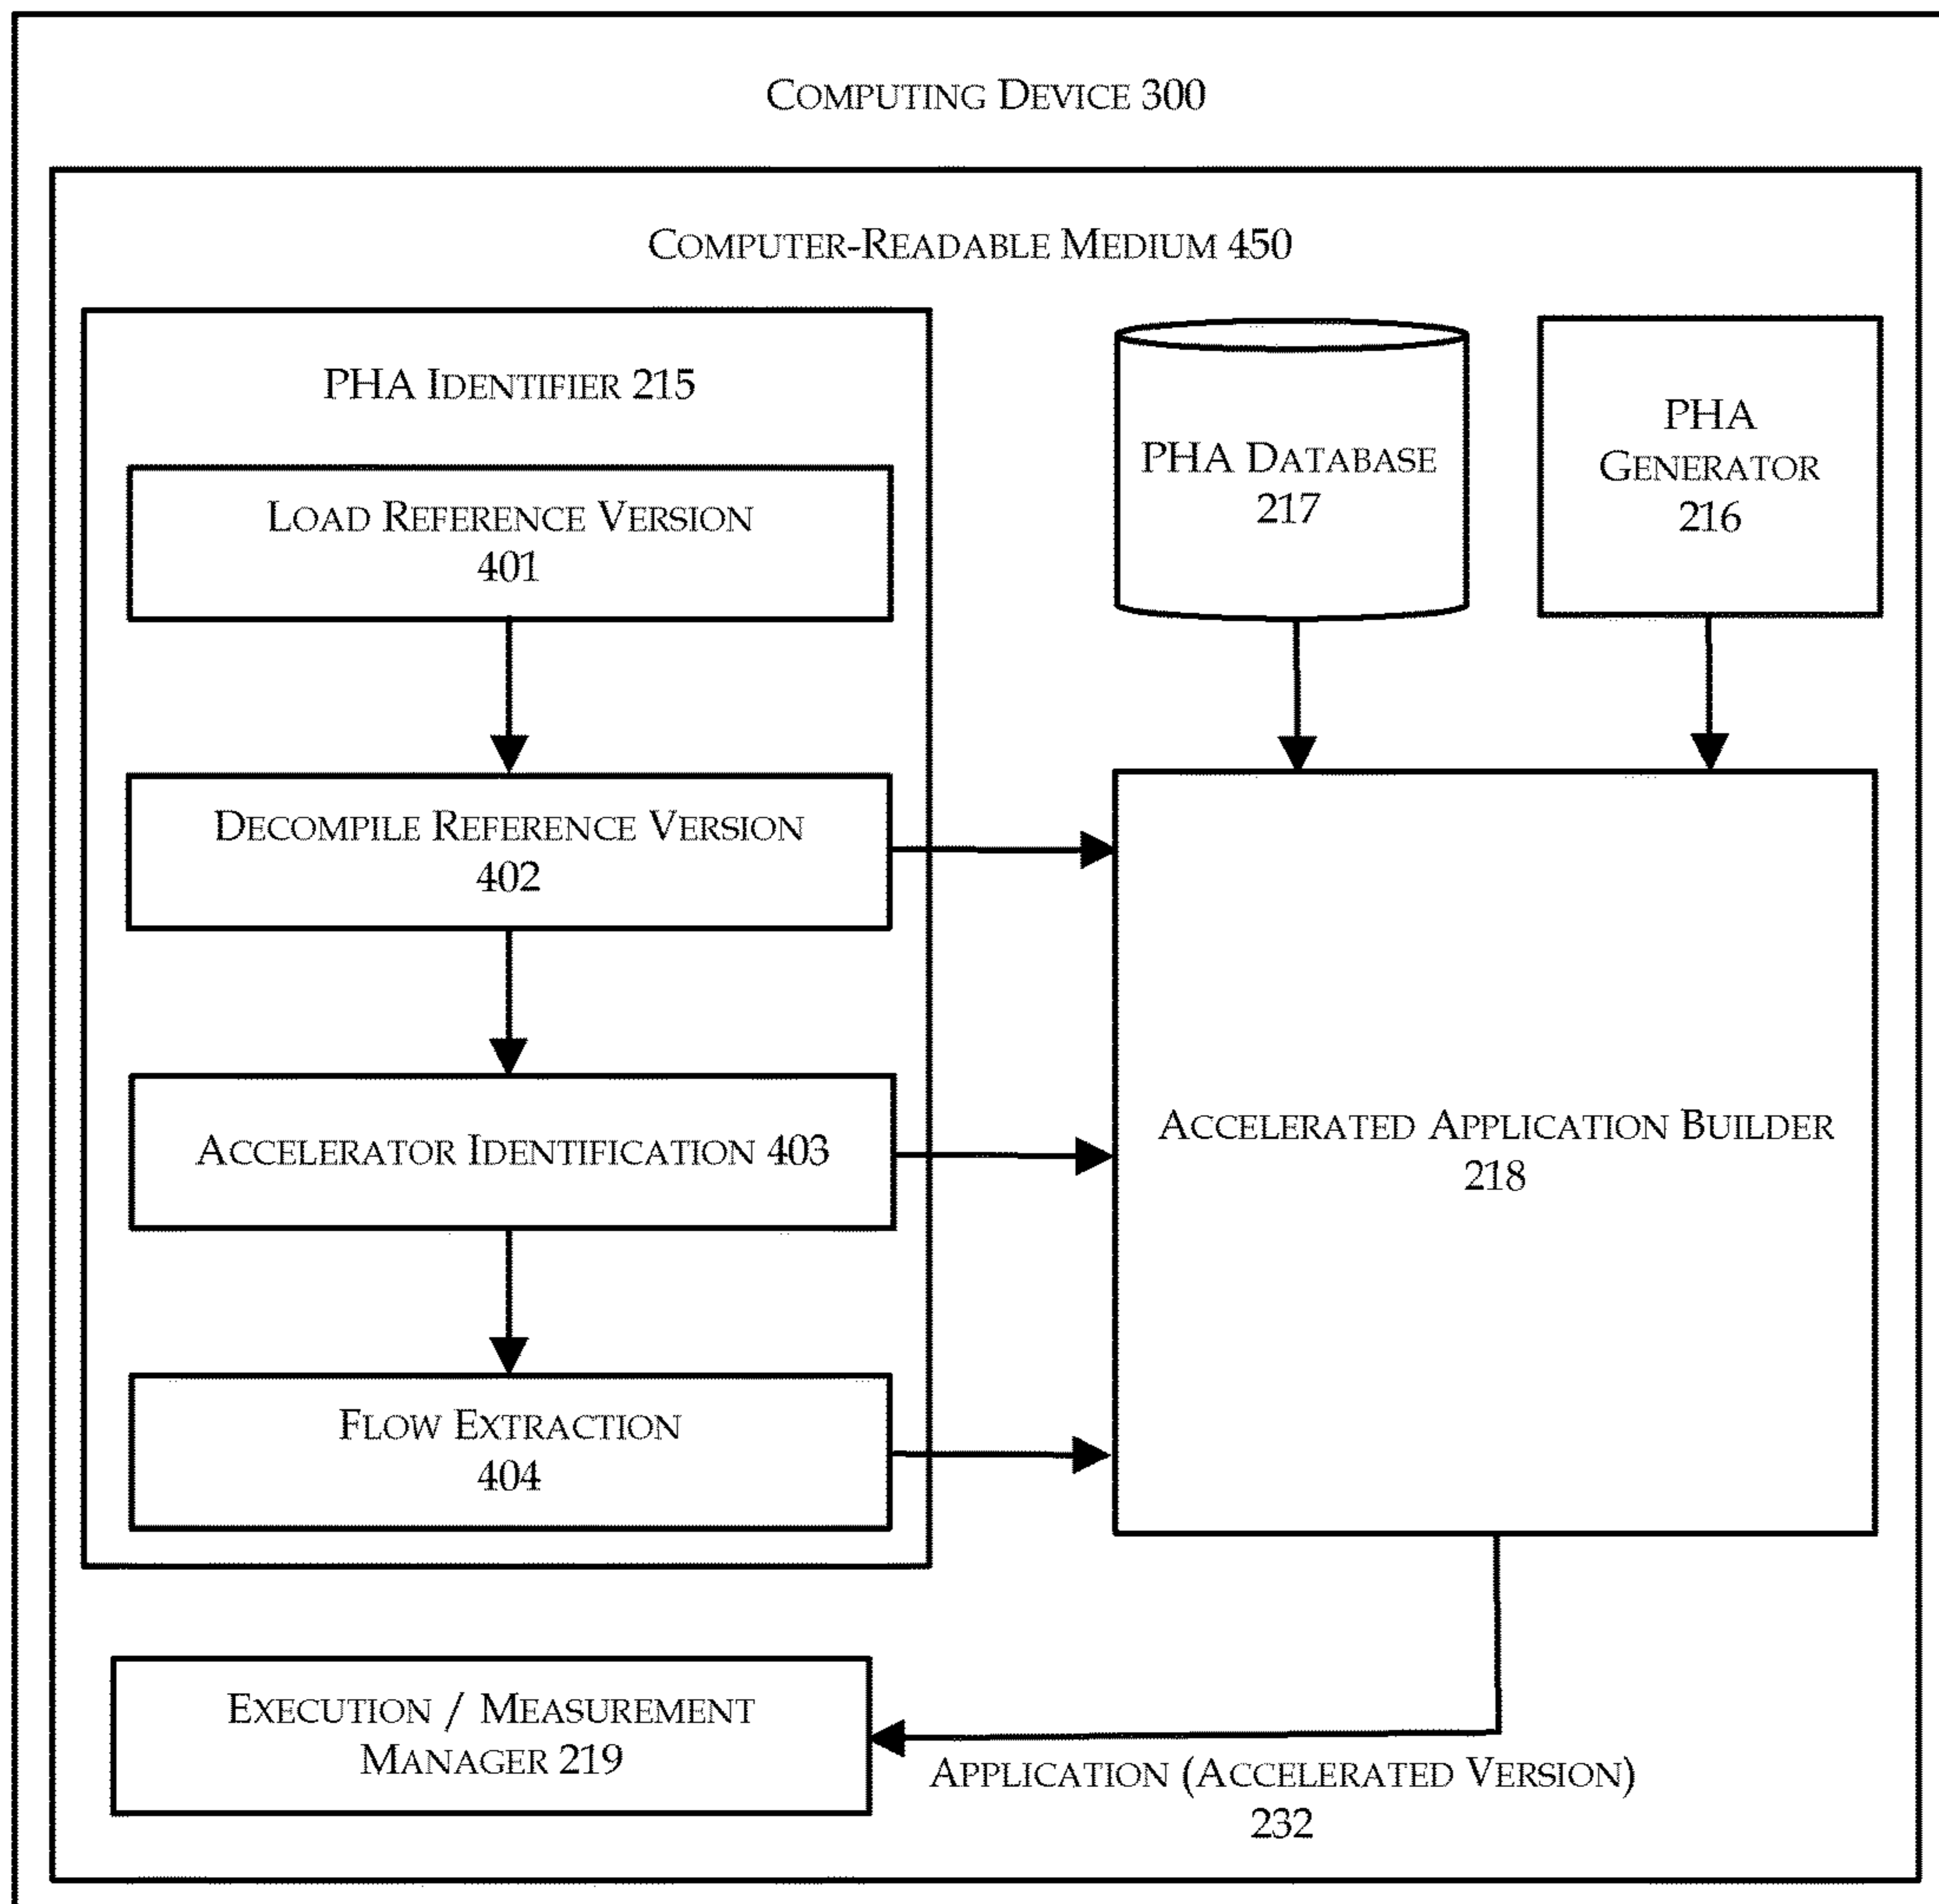 COMPUTING DEVICE 300
COMPUTER-READABLE MEDIUM 450
PHA IDENTIFIER 215
LOAD REFERENCE VERSION
401
DECOMPILE REFERENCE VERSION
402
ACCELERATOR IDENTIFICATION 403
FLOW EXTRACTION
404
PHA DATABASE
217
PHA
GENERATOR
216
ACCELERATED APPLICATION BUILDER
218
EXECUTION / MEASUREMENT
MANAGER 219
APPLICATION (ACCELERATED VERSION)
232